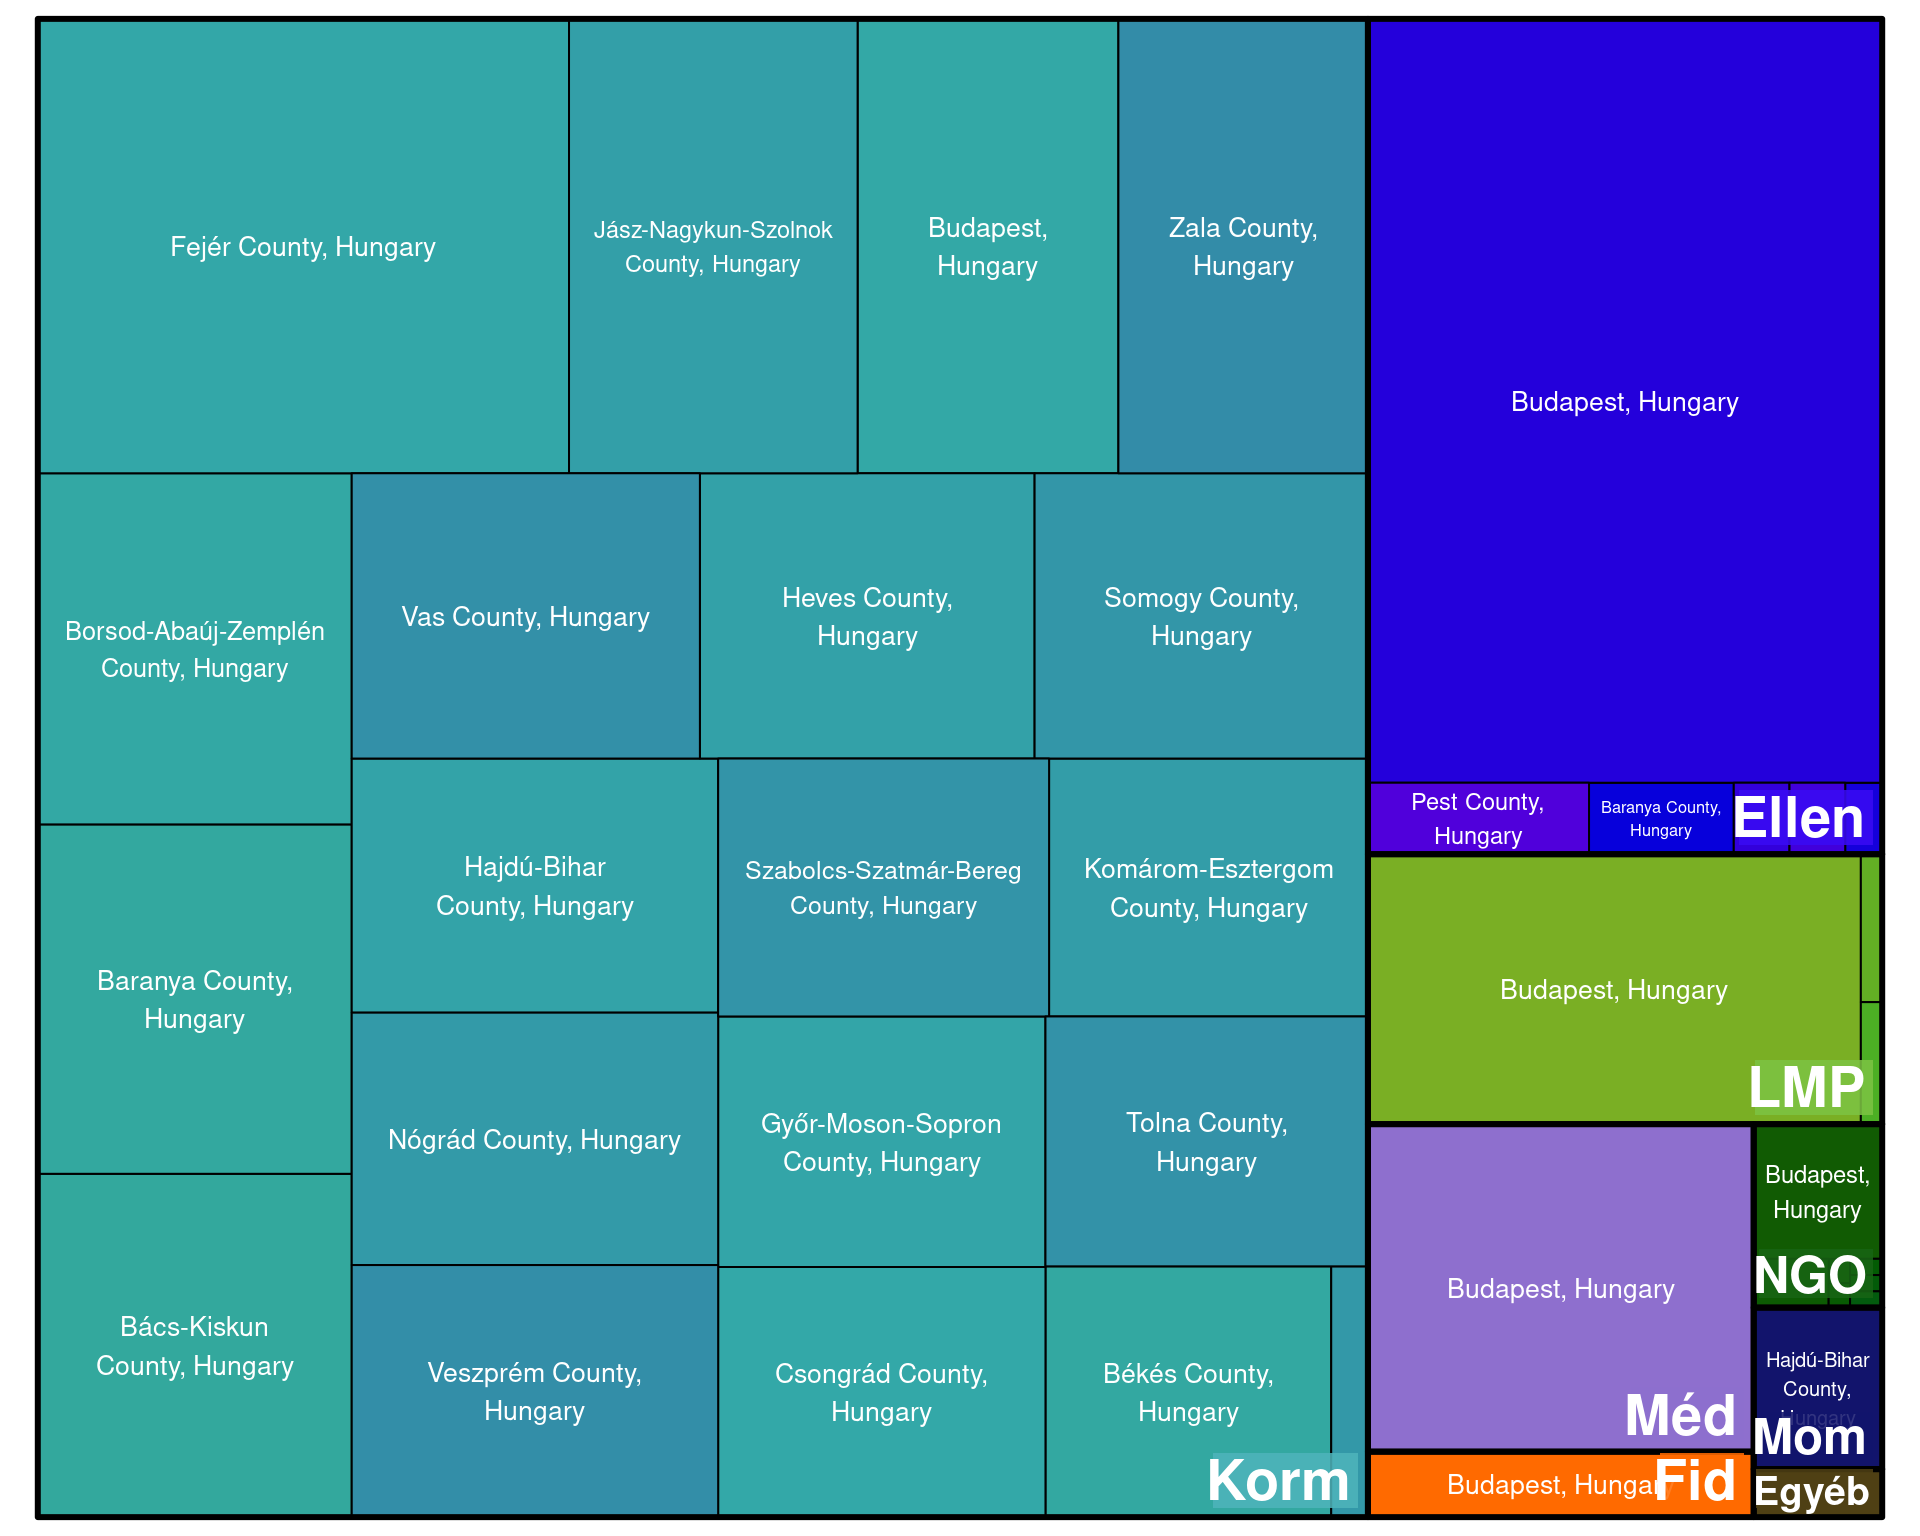 Fejér County, Hungary
Jász-Nagykun-Szolnok
County, Hungary
Budapest,
Hungary
Zala County,
Hungary
Borsod-Abaúj-Zemplén
County, Hungary
Vas County, Hungary
Heves County,
Hungary
Somogy County,
Hungary
Baranya County,
Hungary
Hajdú-Bihar
County, Hungary
Szabolcs-Szatmár-Bereg
County, Hungary
Komárom-Esztergom
County, Hungary
Nógrád County, Hungary
Győr-Moson-Sopron
County, Hungary
Tolna County,
Hungary
Bács-Kiskun
County, Hungary
Veszprém County,
Hungary
Csongrád County,
Hungary
Békés County,
Hungary
Korm
Budapest, Hungary
Pest County,
Hungary
Baranya County,
Hungary
Ellen
Budapest, Hungary
LMP
Budapest, Hungary
Méd
Budapest,
Hungary
NGO
Hajdú-Bihar
County,
Hungary
Mom
Budapest, Hungary
Fid
Egyéb